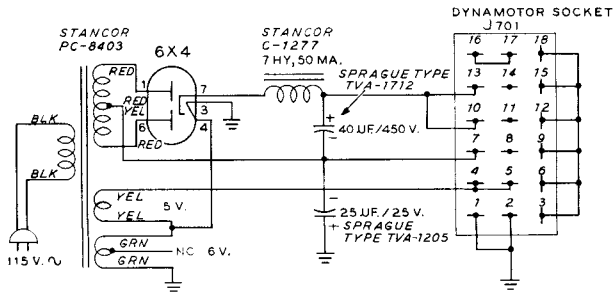 DYNAMOTOR SOCKET
J701
STANCOR
PC-8403
6X4
STANCOR
C-1277
7 HY, 50 MA.
SPRAGUE TYPE
TVA-1712
RED
RED
YEL
RED
1
7
3
6
4
BLK
BLK
115 V. ~
+
40 UF/450 V.
−
YEL
YEL
5 V.
GRN
GRN
NC 6 V.
−
25 UF/25 V.
+ SPRAGUE
TYPE TVA-1205
16 17 18
13 14 15
10 11 12
7 8 9
4 5 6
1 2 3